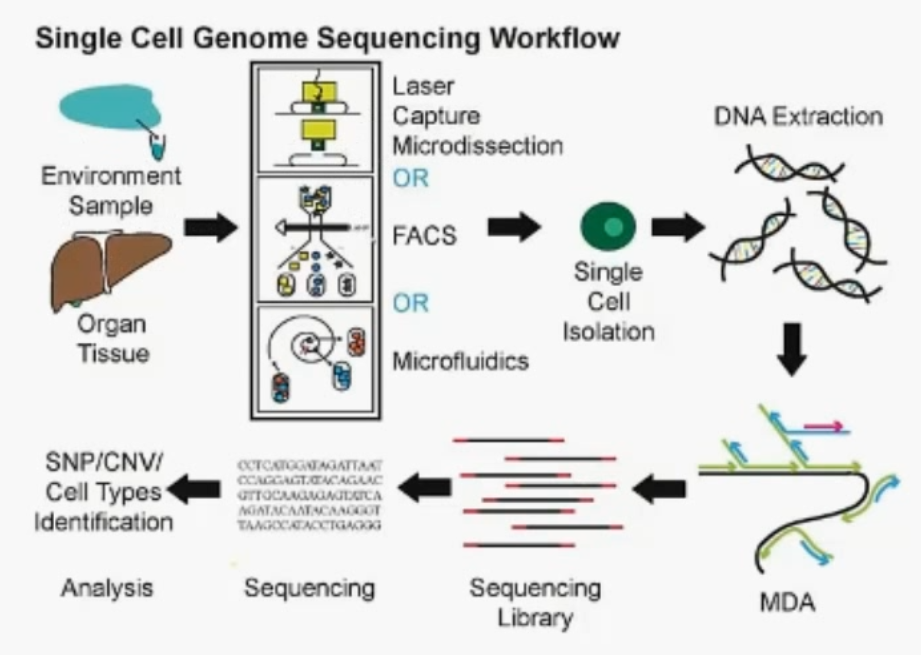 Single Cell Genome Sequencing Workflow
Environment
Sample
Organ
Tissue
Laser
Capture
Microdissection
OR
FACS
OR
Microfluidics
Single
Cell
Isolation
DNA Extraction
MDA
Sequencing
Library
CCTCATGGATAGATTAAT
CCAGGAGTATACAGAAC
GTTGCAAGAGAGTATCA
AGATACAATACAAGGGT
TAAGCCATACCTGAGGG
Sequencing
SNP/CNV/
Cell Types
Identification
Analysis